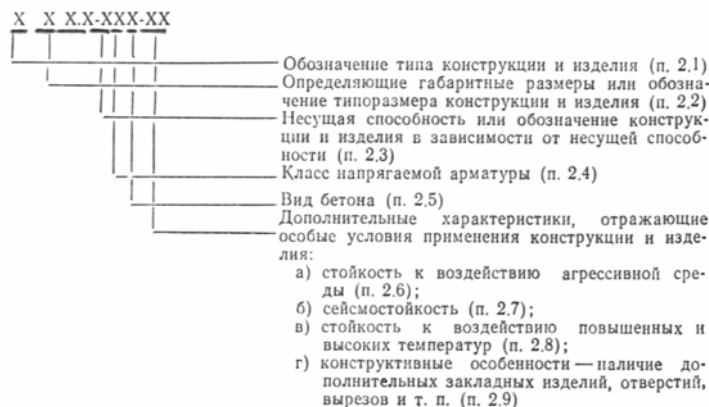 X X X.X-XXX-XX
Обозначение типа конструкции и изделия (п. 2.1)
Определяющие габаритные размеры или обозна-
чение типоразмера конструкции и изделия (п. 2.2)
Несущая способность или обозначение конструк-
ции и изделия в зависимости от несущей способ-
ности (п. 2.3)
Класс напрягаемой арматуры (п. 2.4)
Вид бетона (п. 2.5)
Дополнительные характеристики, отражающие
особые условия применения конструкции и изде-
лия:
а) стойкость к воздействию агрессивной сре-
ды (п. 2.6);
б) сейсмостойкость (п. 2.7);
в) стойкость к воздействию повышенных и
высоких температур (п. 2.8);
г) конструктивные особенности — наличие до-
полнительных закладных изделий, отверстий,
вырезов и т. п. (п. 2.9)